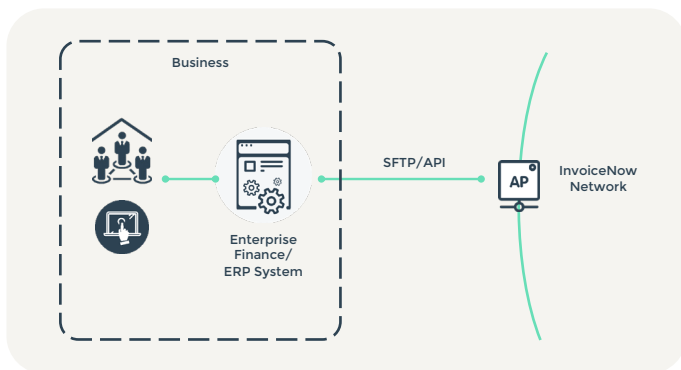 Business
SFTP/API
AP
InvoiceNow
Network
Enterprise
Finance/
ERP System